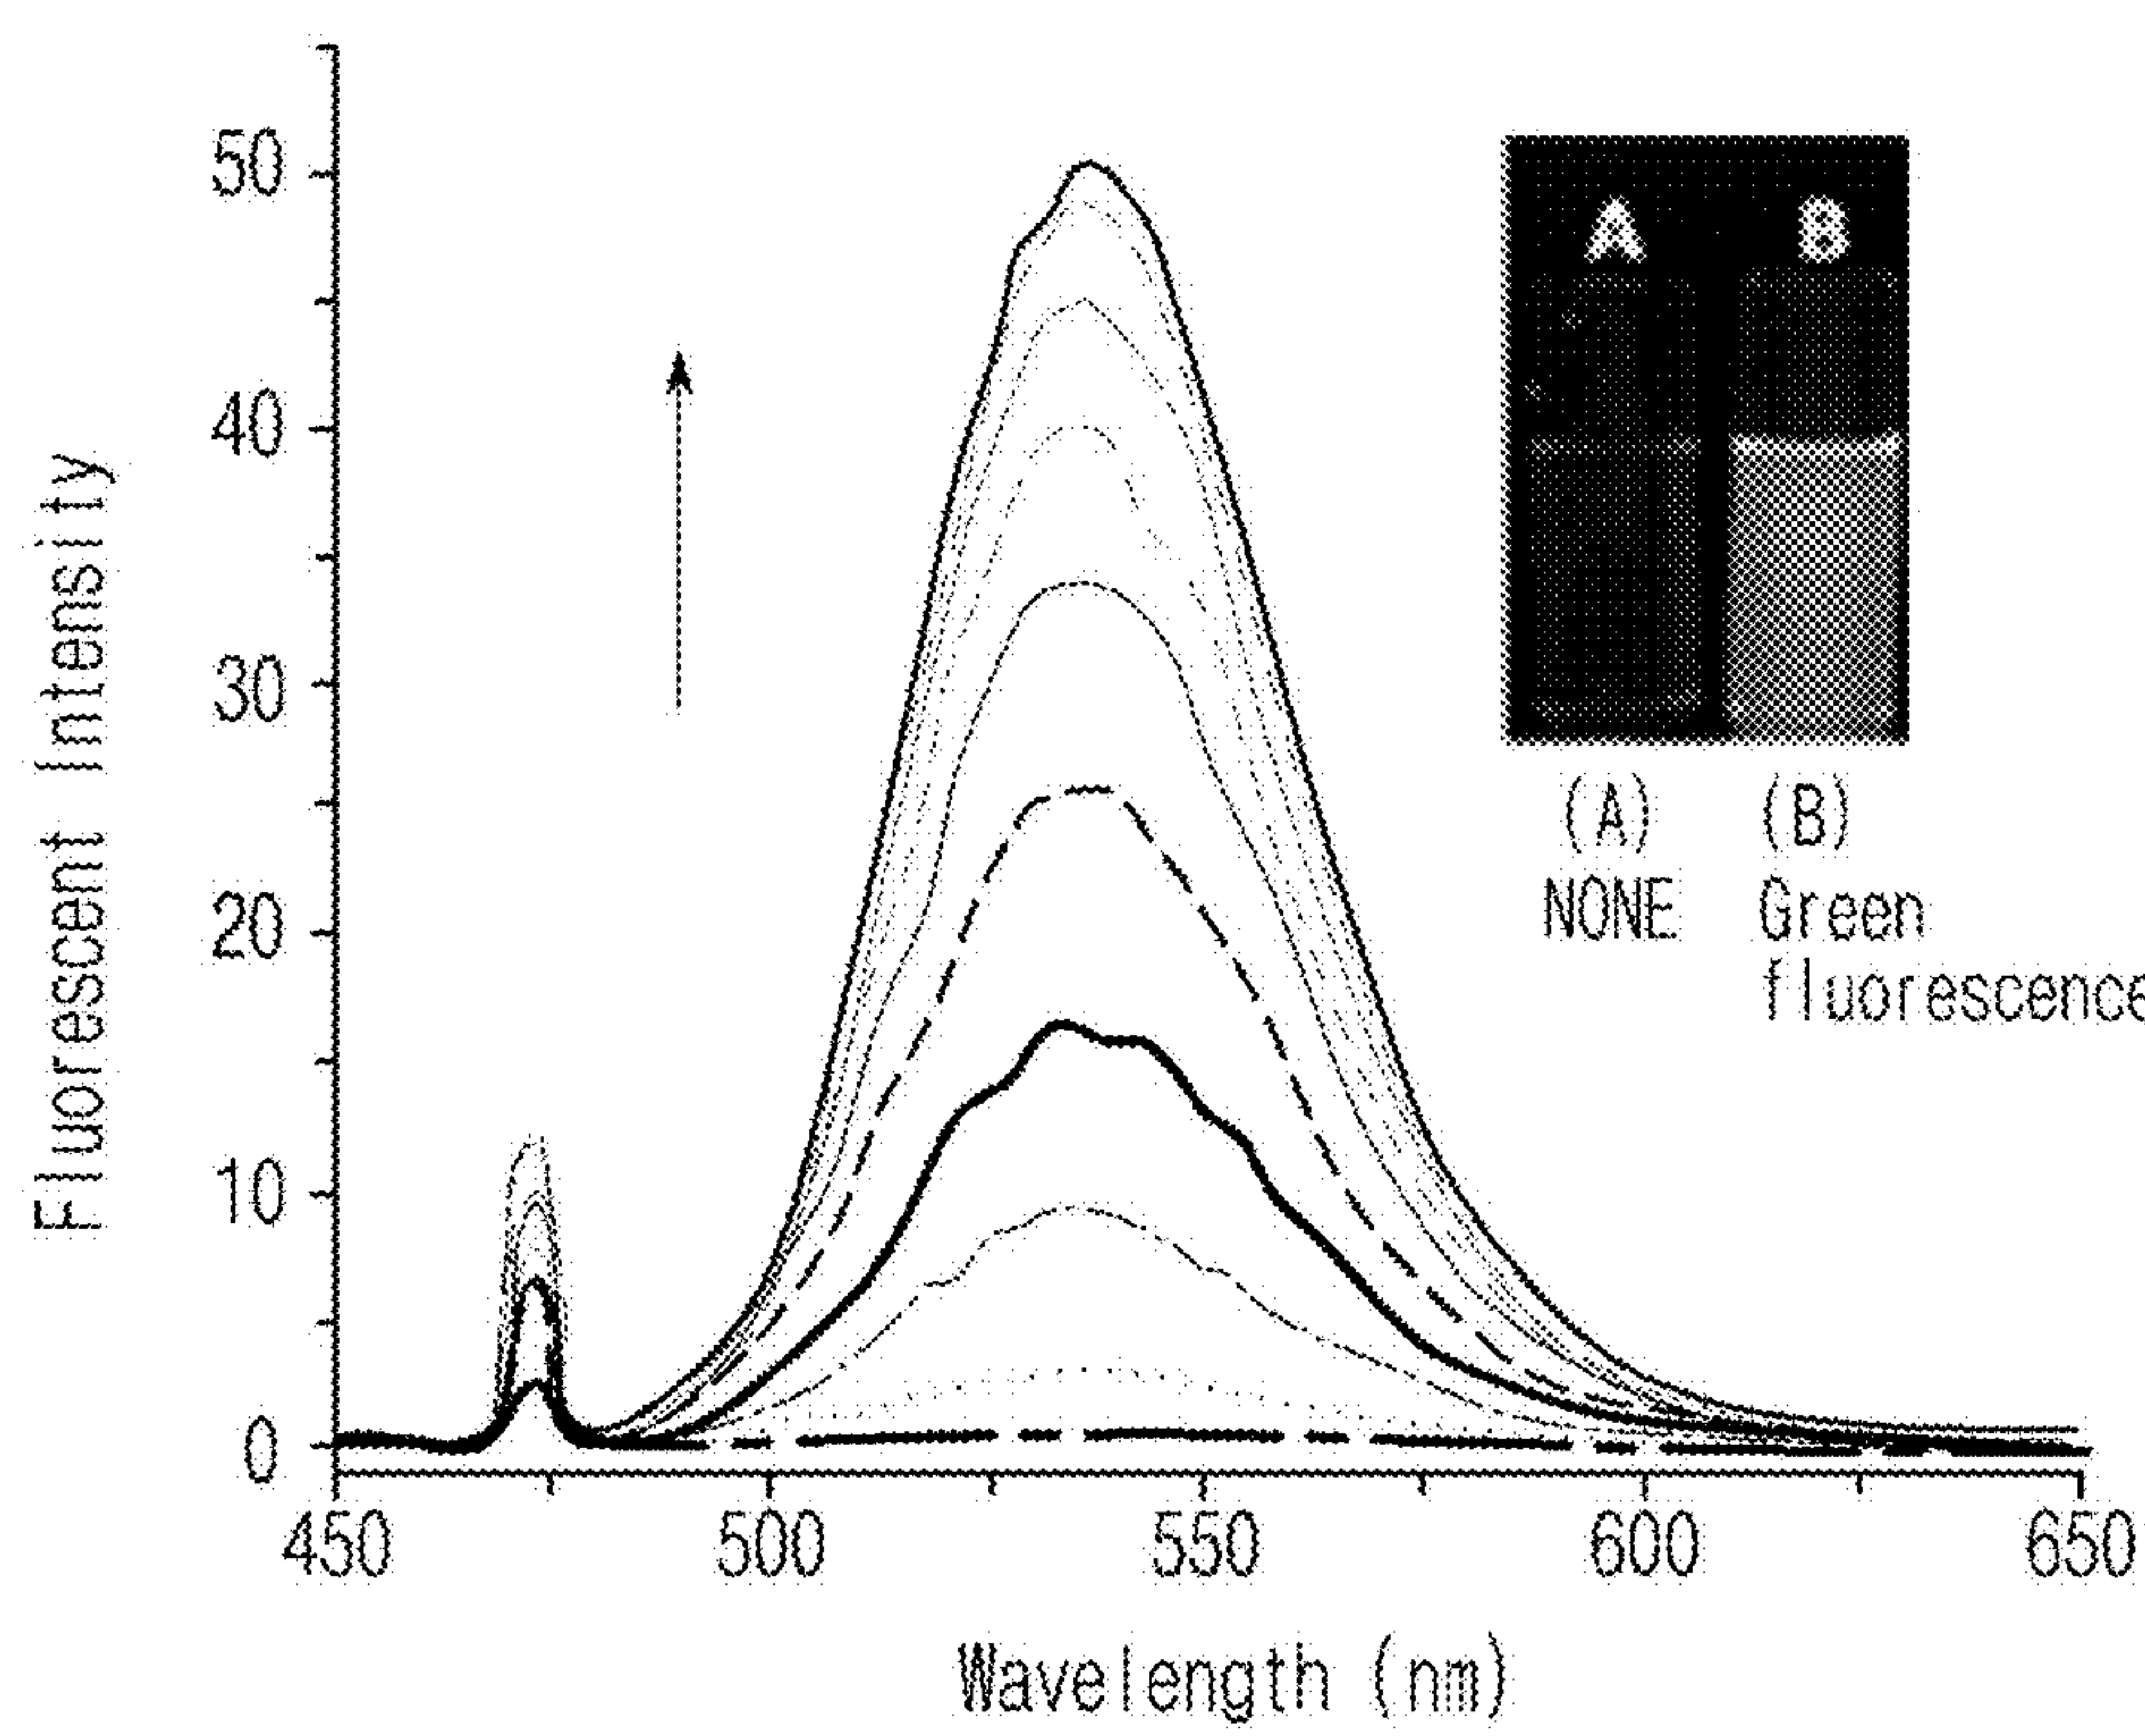 Fluorescent Intensity
50
40
30
20
10
0
450 500 550 600 650
Wavelength (nm)
A B
(A) (B)
NONE Green
fluorescence